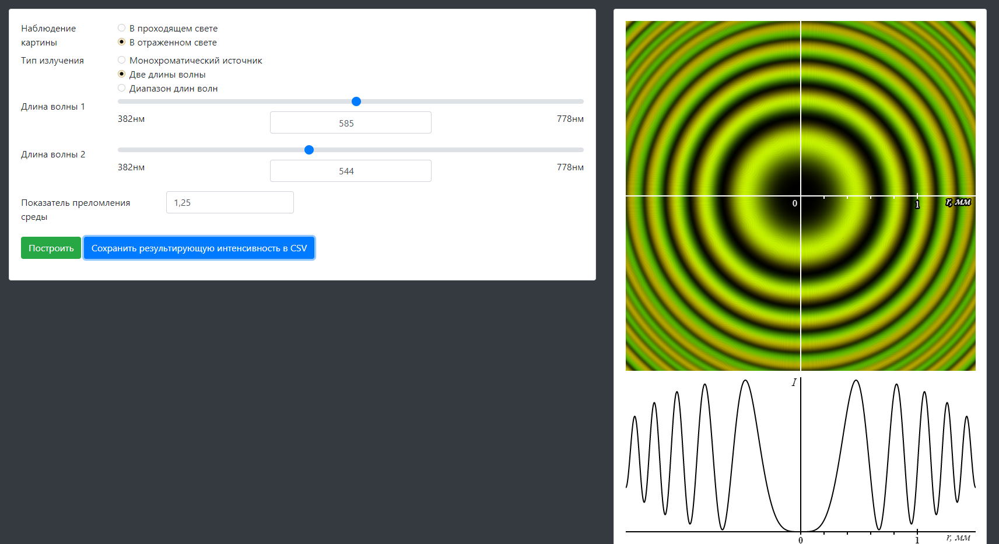 Наблюдение картины
В проходящем свете
В отраженном свете
Тип излучения
Монохроматический источник
Две длины волны
Диапазон длин волн
Длина волны 1
382нм
585
778нм
Длина волны 2
382нм
544
778нм
Показатель преломления среды
1,25
Построить
Сохранить результирующую интенсивность в CSV
0
1
r, мм
I
0
1
r, мм